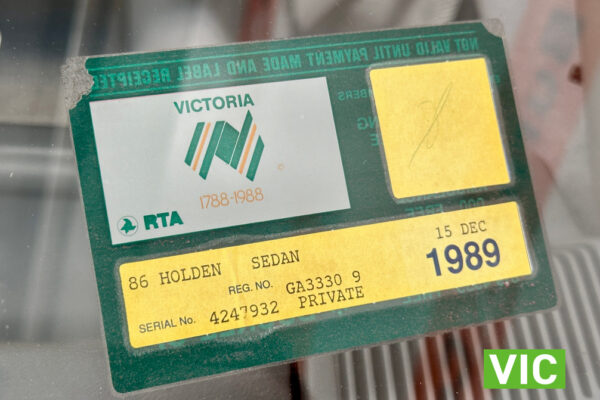 NOT VALID UNTIL PAYMENT MADE AND LABEL RECEIPTED
VICTORIA
1788-1988
RTA
86 HOLDEN SEDAN
15 DEC
1989
REG. NO. GA3330 9
SERIAL No. 4247932 PRIVATE
VIC